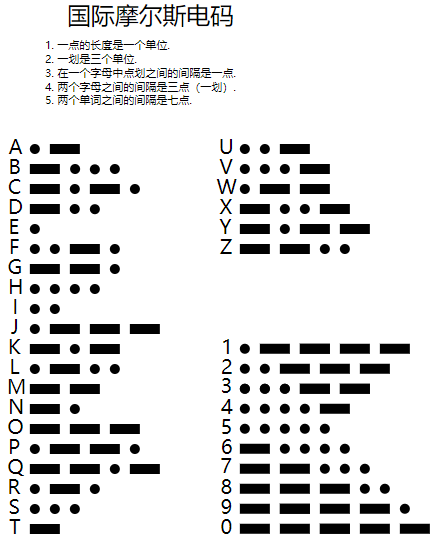 国际摩尔斯电码
1. 一点的长度是一个单位.
2. 一划是三个单位.
3. 在一个字母中点划之间的间隔是一点.
4. 两个字母之间的间隔是三点（一划）.
5. 两个单词之间的间隔是七点.
A
B
C
D
E
F
G
H
I
J
K
L
M
N
O
P
Q
R
S
T
U
V
W
X
Y
Z
1
2
3
4
5
6
7
8
9
0